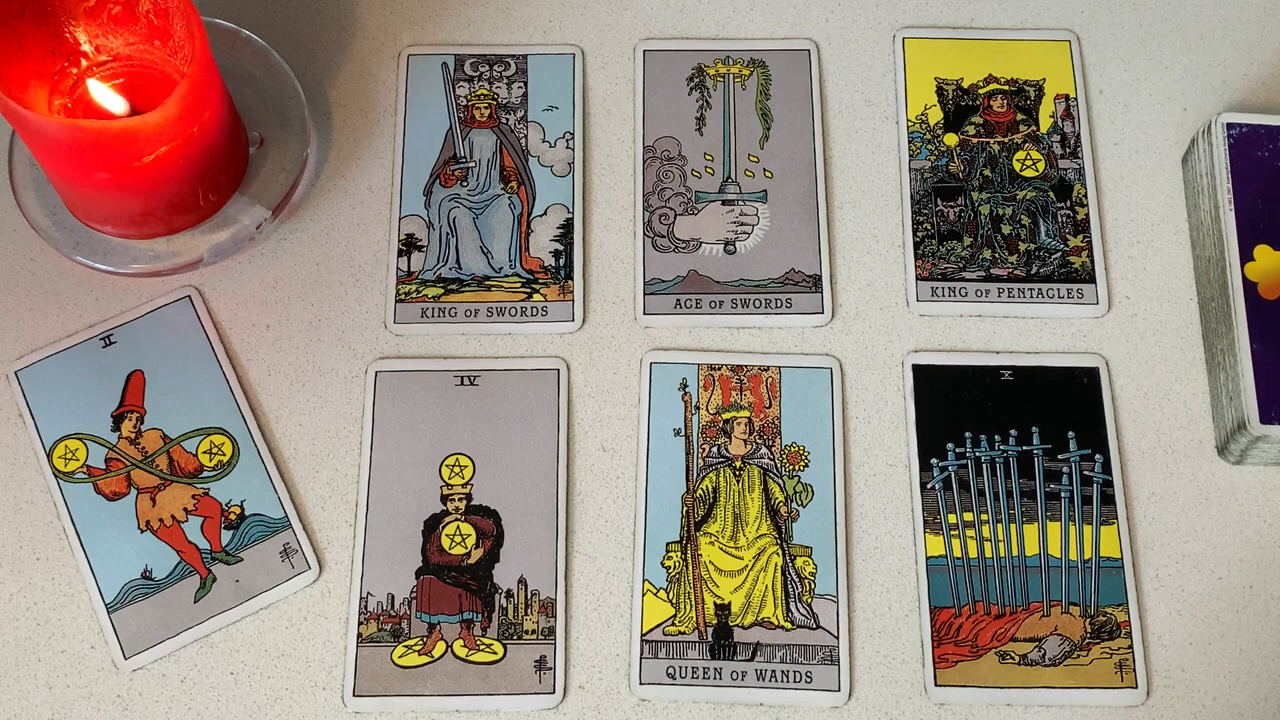 KING OF SWORDS
ACE OF SWORDS
KING OF PENTACLES
II
IV
X
QUEEN OF WANDS